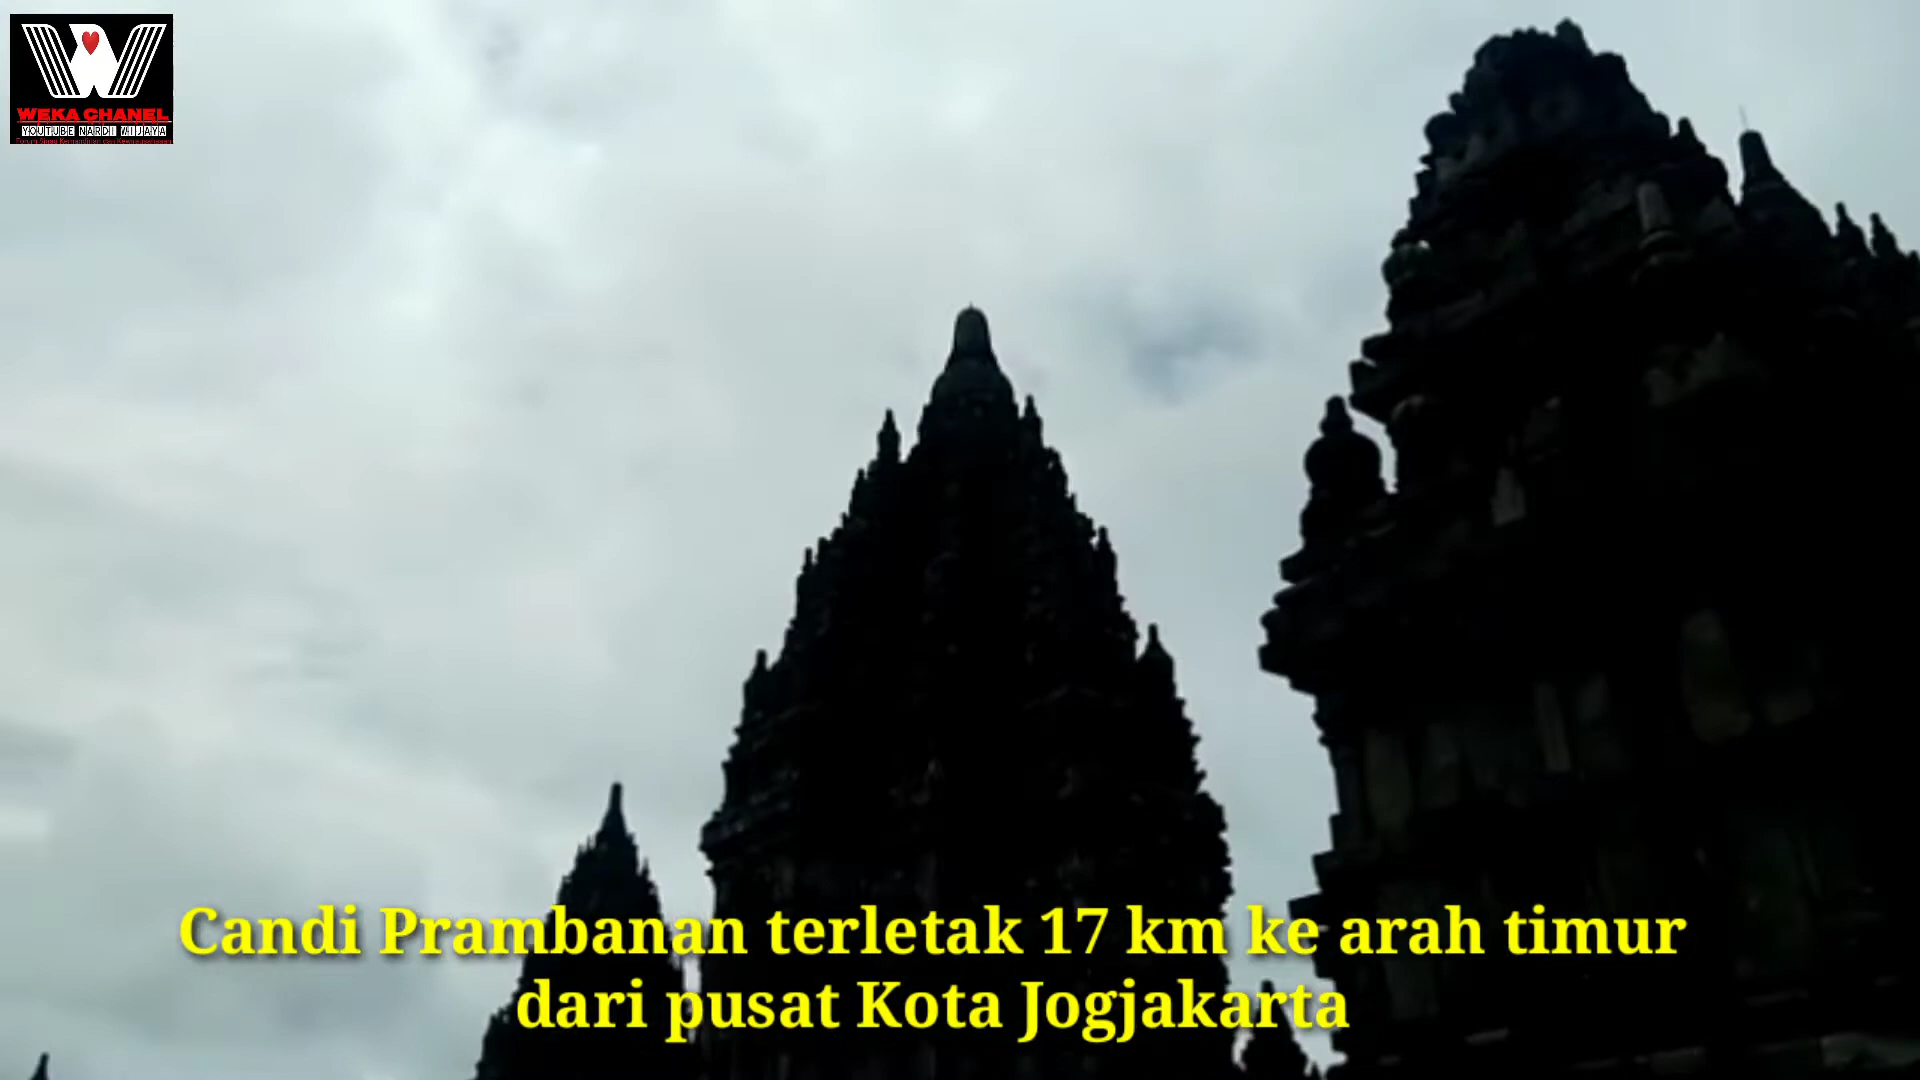 WEKA CHANEL
YOUTUBE NARDI WIJAYA
Candi Prambanan terletak 17 km ke arah timur
dari pusat Kota Jogjakarta